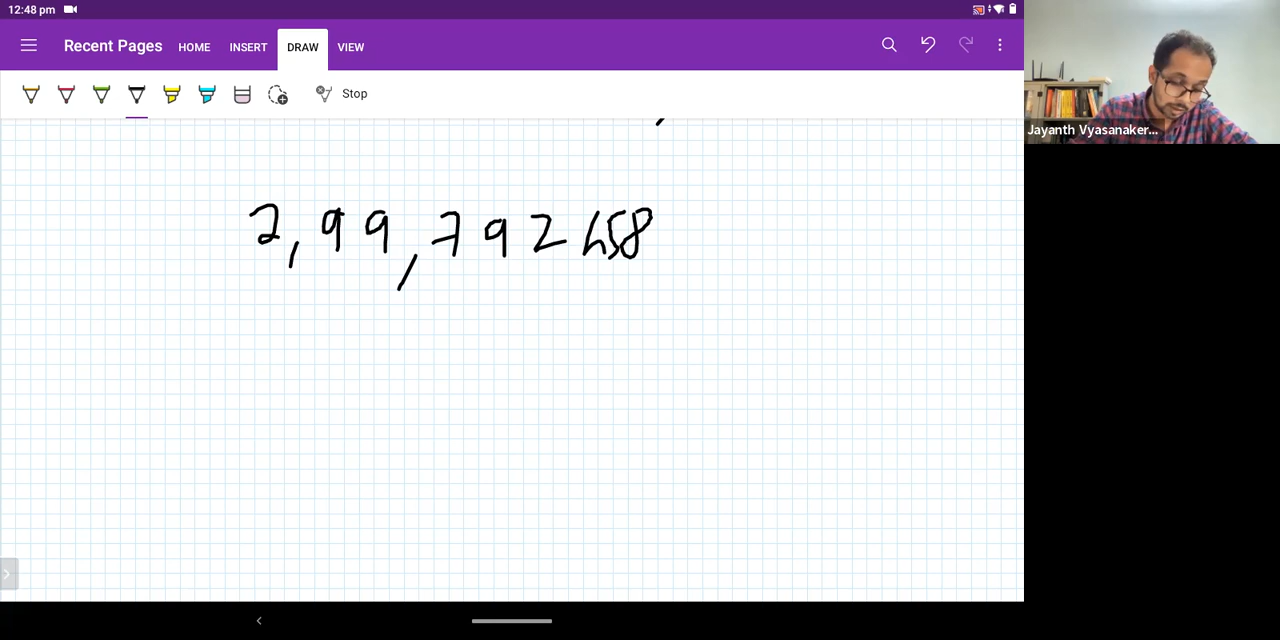 12:48 pm
Recent Pages HOME INSERT DRAW VIEW
Stop
Jayanth Vyasanaker...
2,99,792458